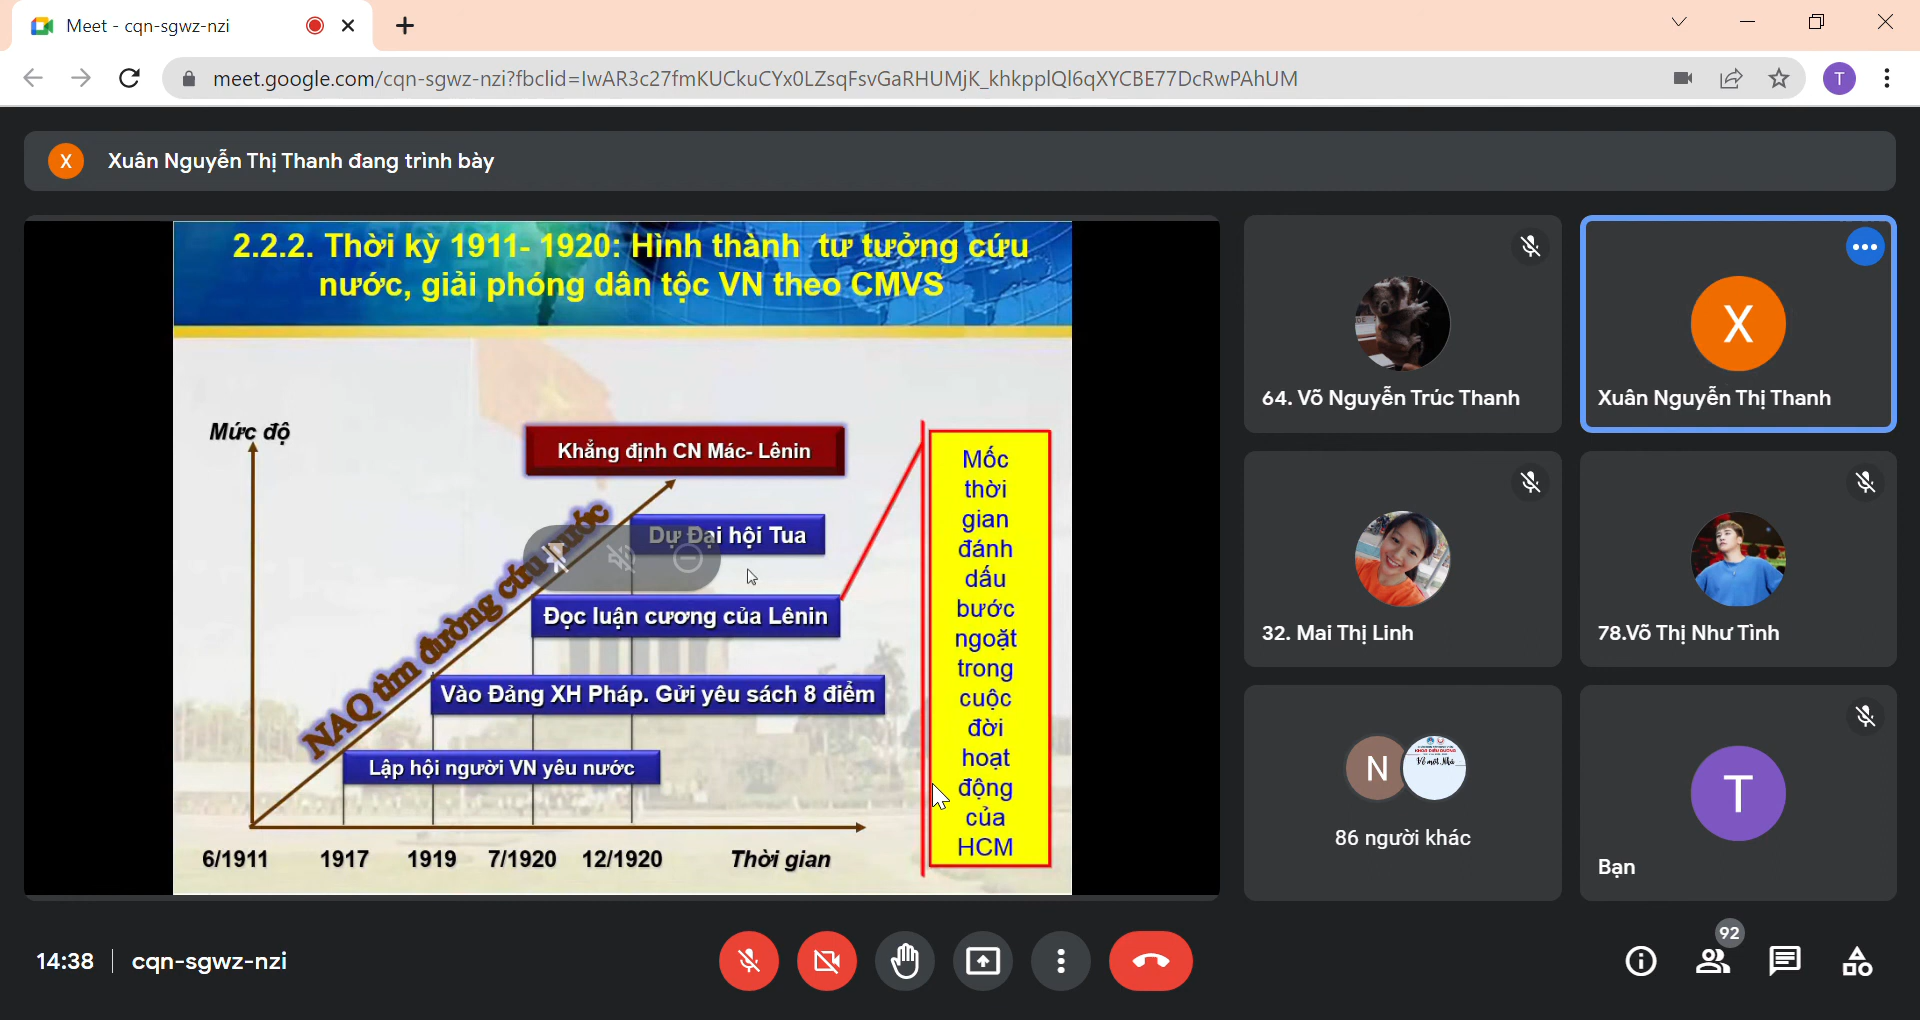 Meet - cqn-sgwz-nzi
meet.google.com/cqn-sgwz-nzi?fbclid=IwAR3c27fmKUCkuCYx0LZsqFsvGaRHUMjK_khkpplQl6qXYCBE77DcRwPAhUM
T
X
Xuân Nguyễn Thị Thanh đang trình bày
2.2.2. Thời kỳ 1911- 1920: Hình thành tư tưởng cứu
nước, giải phóng dân tộc VN theo CMVS
Mức độ
Khẳng định CN Mác- Lênin
Dự Đại hội Tua
Đọc luận cương của Lênin
Vào Đảng XH Pháp. Gửi yêu sách 8 điểm
Lập hội người VN yêu nước
NAQ tìm đường cứu nước
6/1911
1917
1919
7/1920
12/1920
Thời gian
Mốc
thời
gian
đánh
dấu
bước
ngoặt
trong
cuộc
đời
hoạt
động
của
HCM
64. Võ Nguyễn Trúc Thanh
X
Xuân Nguyễn Thị Thanh
32. Mai Thị Linh
78.Võ Thị Như Tình
N
86 người khác
T
Bạn
14:38
cqn-sgwz-nzi
92